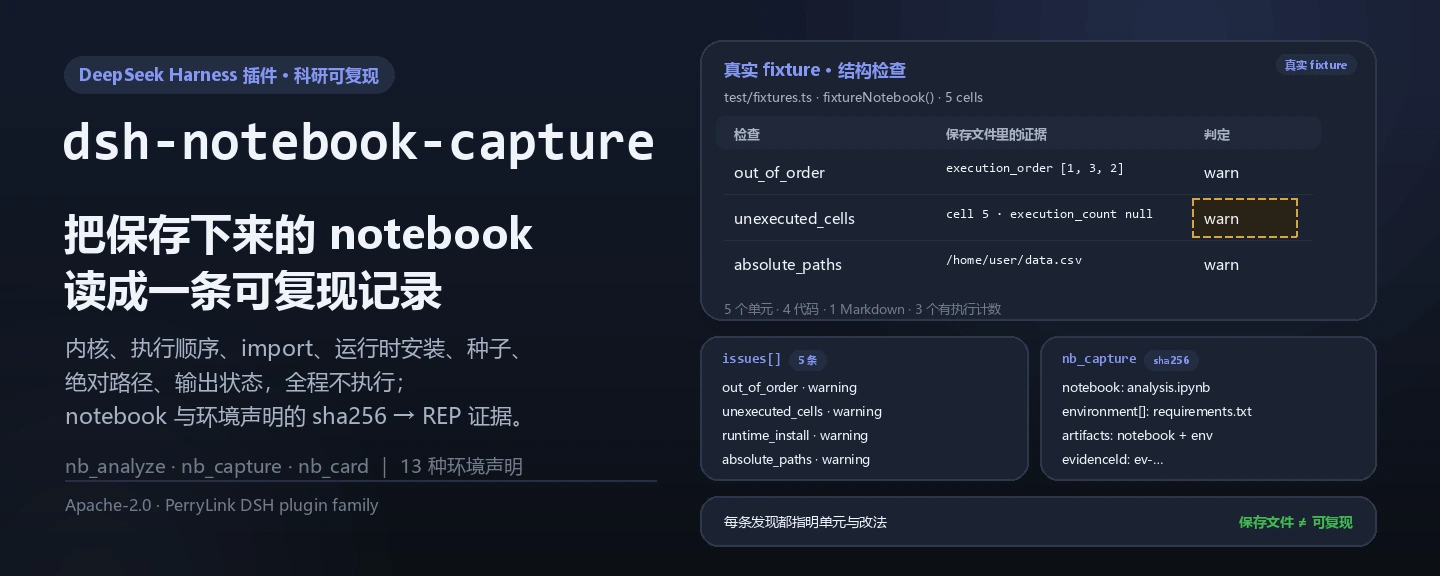 DeepSeek Harness 插件 • 科研可复现
dsh-notebook-capture
把保存下来的 notebook
读成一条可复现记录
内核、执行顺序、import、运行时安装、种子、
绝对路径、输出状态，全程不执行；
notebook 与环境声明的 sha256 → REP 证据。
nb_analyze · nb_capture · nb_card ｜ 13 种环境声明
Apache-2.0 · PerryLink DSH plugin family
真实 fixture • 结构检查
真实 fixture
test/fixtures.ts · fixtureNotebook() · 5 cells
检查 保存文件里的证据 判定
out_of_order execution_order [1, 3, 2] warn
unexecuted_cells cell 5 · execution_count null warn
absolute_paths /home/user/data.csv warn
5 个单元 · 4 代码 · 1 Markdown · 3 个有执行计数
issues[] 5 条
out_of_order · warning
unexecuted_cells · warning
runtime_install · warning
absolute_paths · warning
nb_capture sha256
notebook: analysis.ipynb
environment[]: requirements.txt
artifacts: notebook + env
evidenceId: ev-…
每条发现都指明单元与改法
保存文件 ≠ 可复现